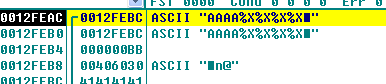 FST 0000 Cond 0 0 0 0 Err 0
0012FEAC 0012FEBC ASCII "AAAA%X%X%X%X■"
0012FEB0 0012FEBC ASCII "AAAA%X%X%X%X■"
0012FEB4 000000BB
0012FEB8 00406030 ASCII "■n@"
0012FEBC 41414141